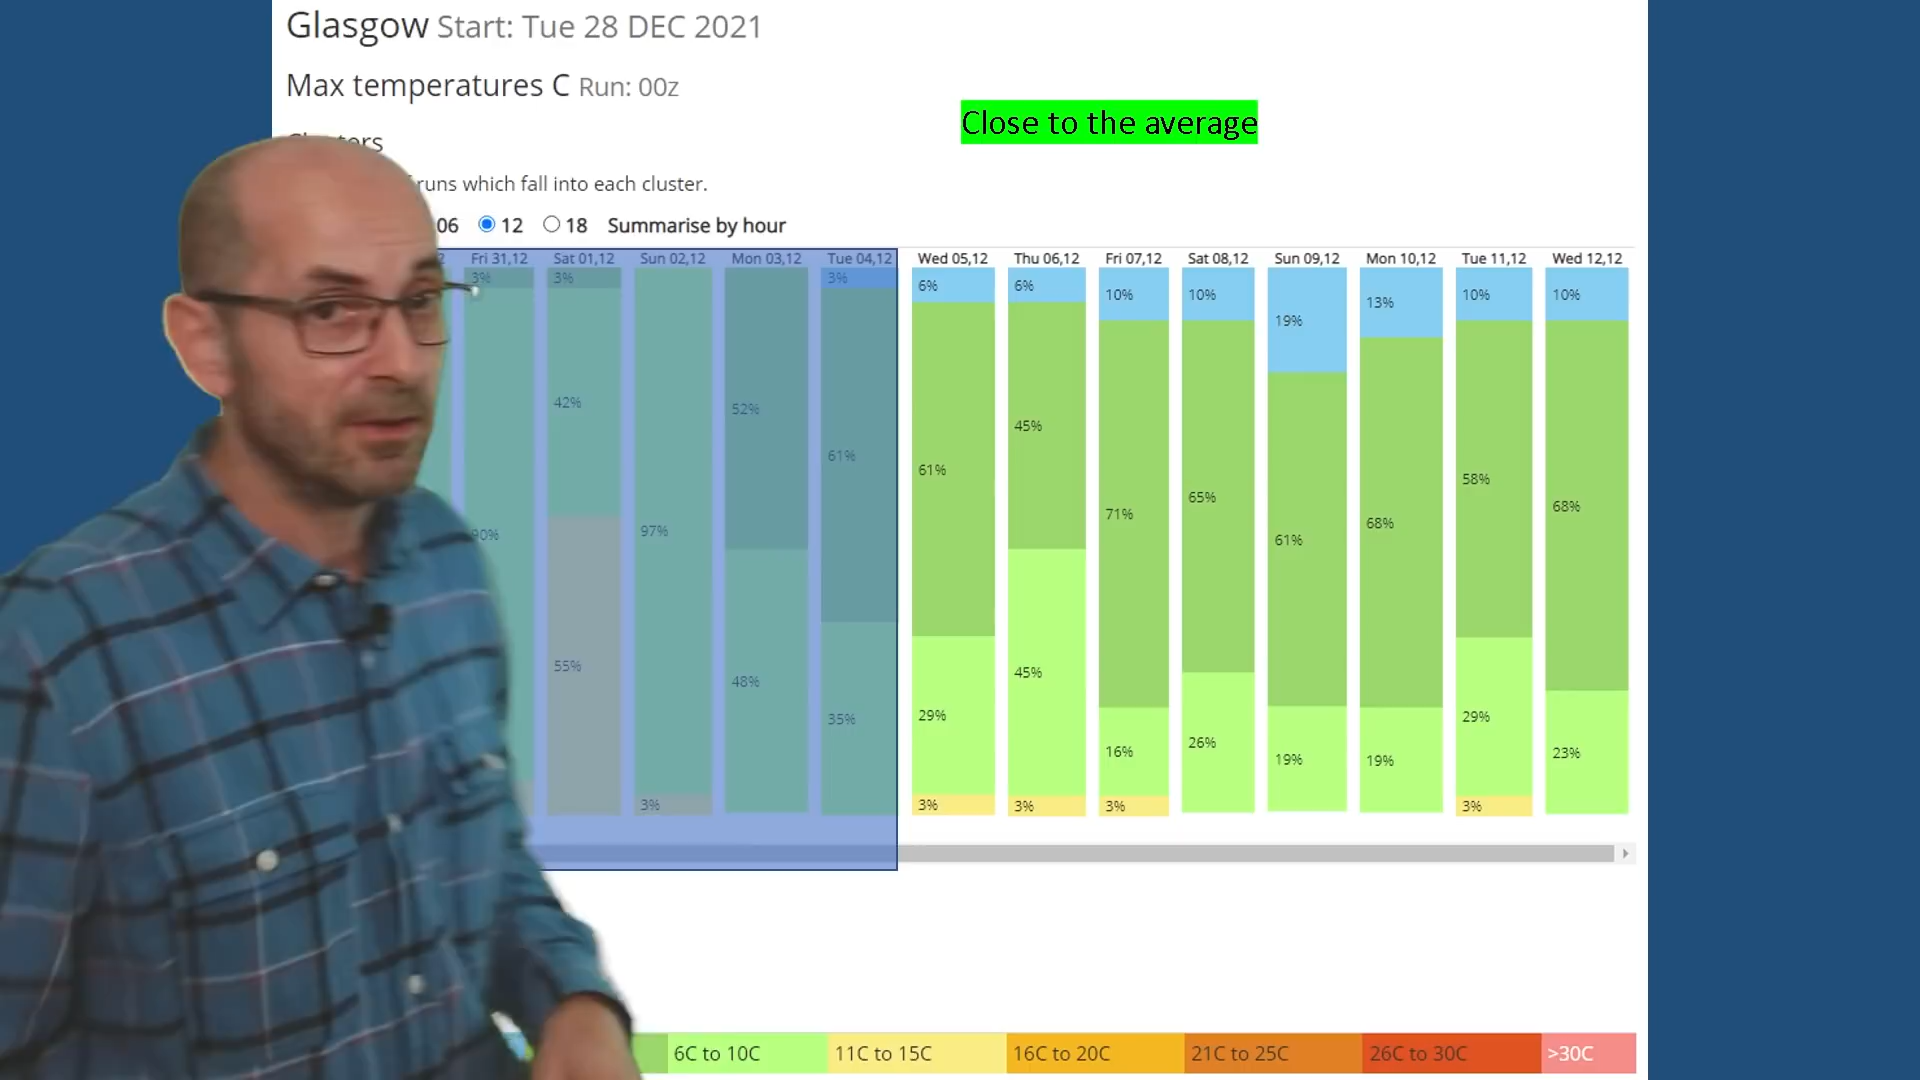 Glasgow Start: Tue 28 DEC 2021
Max temperatures C Run: 00z
Close to the average
runs which fall into each cluster.
06 12 18 Summarise by hour
Fri 31,12 Sat 01,12 Sun 02,12 Mon 03,12 Tue 04,12 Wed 05,12 Thu 06,12 Fri 07,12 Sat 08,12 Sun 09,12 Mon 10,12 Tue 11,12 Wed 12,12
3% 3% 3% 6% 6% 10% 10% 19% 13% 10% 10%
42% 97% 52% 61% 61% 45% 71% 65% 61% 68% 58% 68%
55% 3% 48% 35% 29% 45% 16% 26% 19% 19% 29% 23%
3% 3% 3% 3%
6C to 10C 11C to 15C 16C to 20C 21C to 25C 26C to 30C >30C